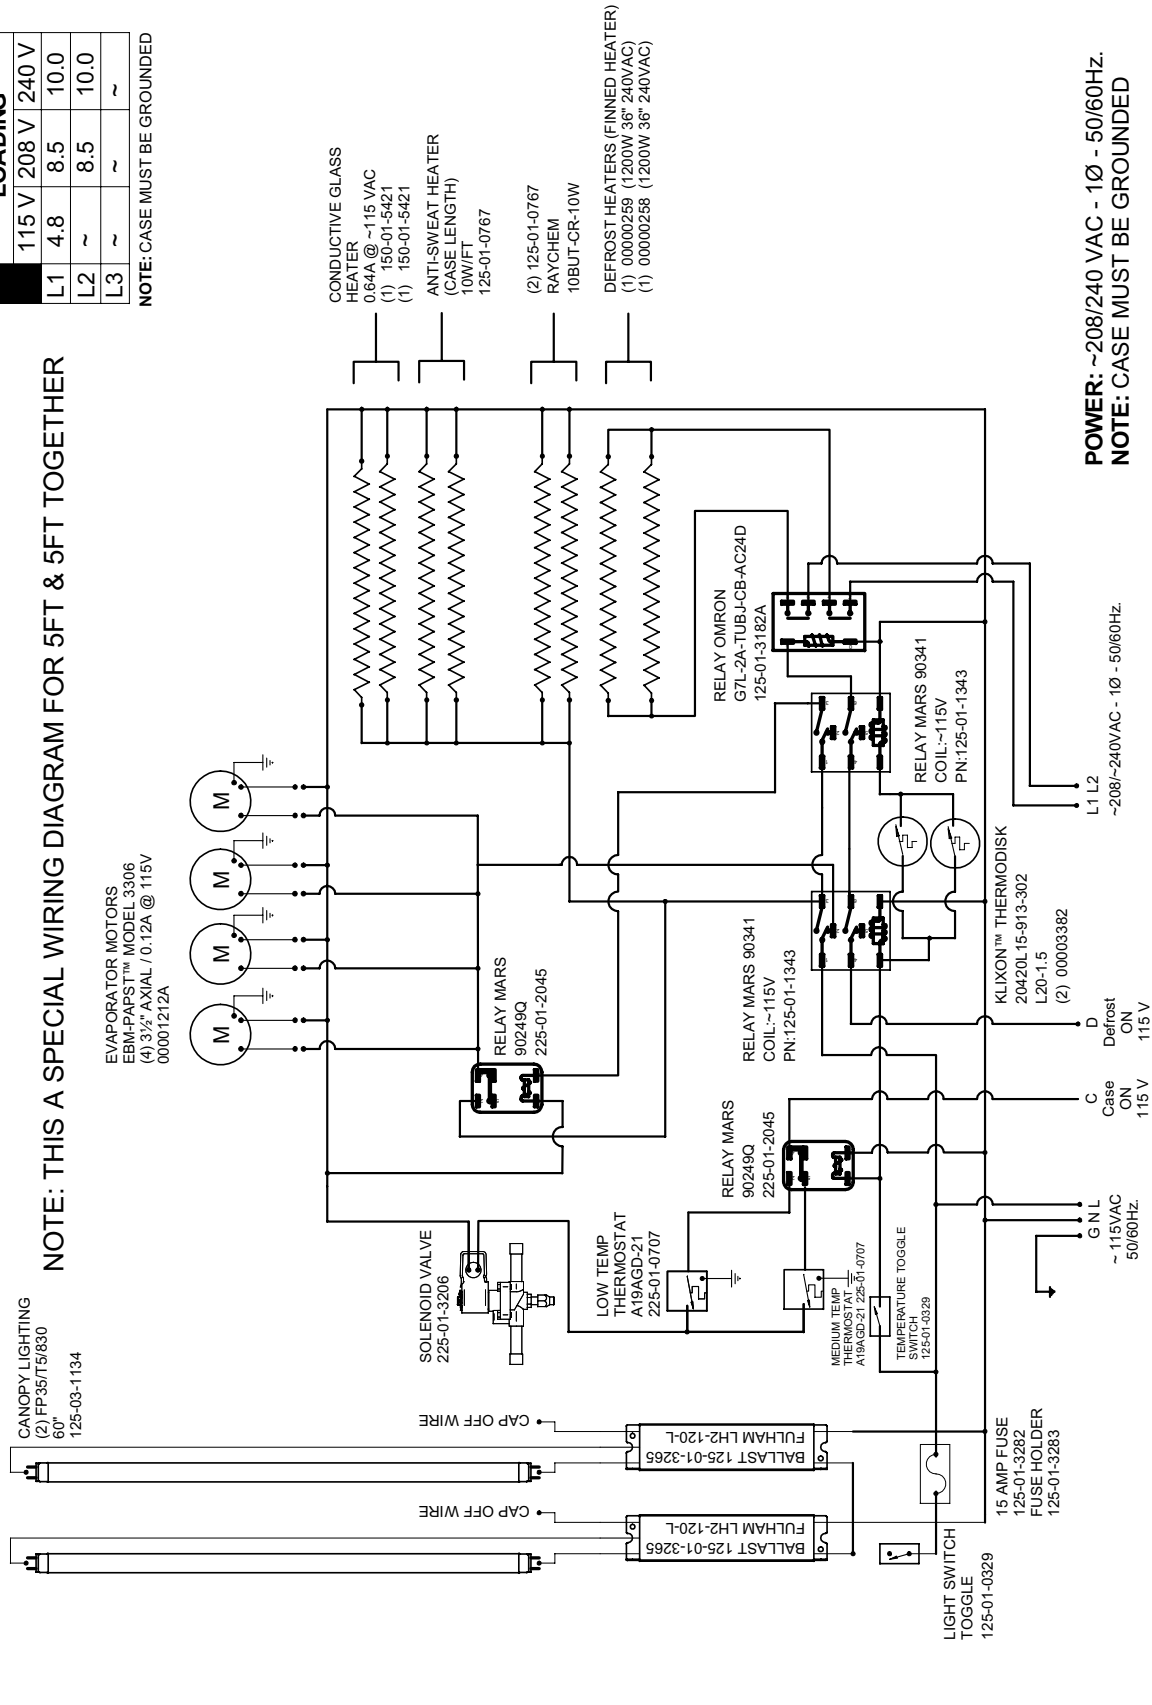 NOTE: THIS A SPECIAL WIRING DIAGRAM FOR 5FT & 5FT TOGETHER
LOADING
115 V 208 V 240 V
L1 4.8 8.5 10.0
L2 ~ 8.5 10.0
L3 ~ ~ ~
NOTE: CASE MUST BE GROUNDED
CANOPY LIGHTING
(2) FP35/T5/830
60"
125-03-1134
EVAPORATOR MOTORS
EBM-PAPST™ MODEL 3306
(4) 3½" AXIAL / 0.12A @ 115V
00001212A
M
M
M
M
CONDUCTIVE GLASS
HEATER
0.64A @ ~115 VAC
(1) 150-01-5421
(1) 150-01-5421
ANTI-SWEAT HEATER
(CASE LENGTH)
10W/FT
125-01-0767
(2) 125-01-0767
RAYCHEM
10BUT-CR-10W
DEFROST HEATERS (FINNED HEATER)
(1) 00000259 (1200W 36" 240VAC)
(1) 00000258 (1200W 36" 240VAC)
CAP OFF WIRE
CAP OFF WIRE
SOLENOID VALVE
225-01-3206
RELAY MARS
90249Q
225-01-2045
LOW TEMP
THERMOSTAT
A19AGD-21
225-01-0707
RELAY MARS
90249Q
225-01-2045
RELAY MARS 90341
COIL:~115V
PN:125-01-1343
RELAY OMRON
G7L-2A-TUBJ-CB-AC24D
125-01-3182A
BALLAST 125-01-3265
FULHAM LH2-120-L
BALLAST 125-01-3265
FULHAM LH2-120-L
MEDIUM TEMP
THERMOSTAT
A19AGD-21 225-01-0707
TEMPERATURE TOGGLE
SWITCH
125-01-0329
RELAY MARS 90341
COIL:~115V
PN:125-01-1343
LIGHT SWITCH
TOGGLE
125-01-0329
15 AMP FUSE
125-01-3282
FUSE HOLDER
125-01-3283
KLIXON™ THERMODISK
20420L15-913-302
L20-1.5
(2) 00003382
G N L
~ 115VAC
50/60Hz.
C
Case
ON
115 V
D
Defrost
ON
115 V
L1 L2
~208/~240VAC - 1Ø - 50/60Hz.
POWER: ~208/240 VAC - 1Ø - 50/60Hz.
NOTE: CASE MUST BE GROUNDED